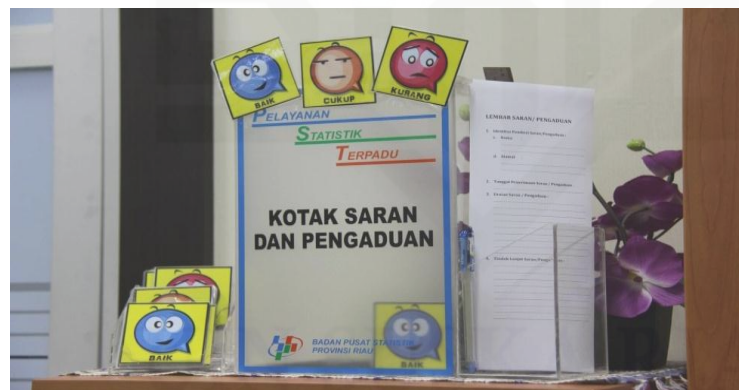 BAIK
CUKUP
KURANG
PELAYANAN
STATISTIK
TERPADU
KOTAK SARAN
DAN PENGADUAN
BADAN PUSAT STATISTIK
PROVINSI RIAU
BAIK
BAIK
LEMBAR SARAN/ PENGADUAN